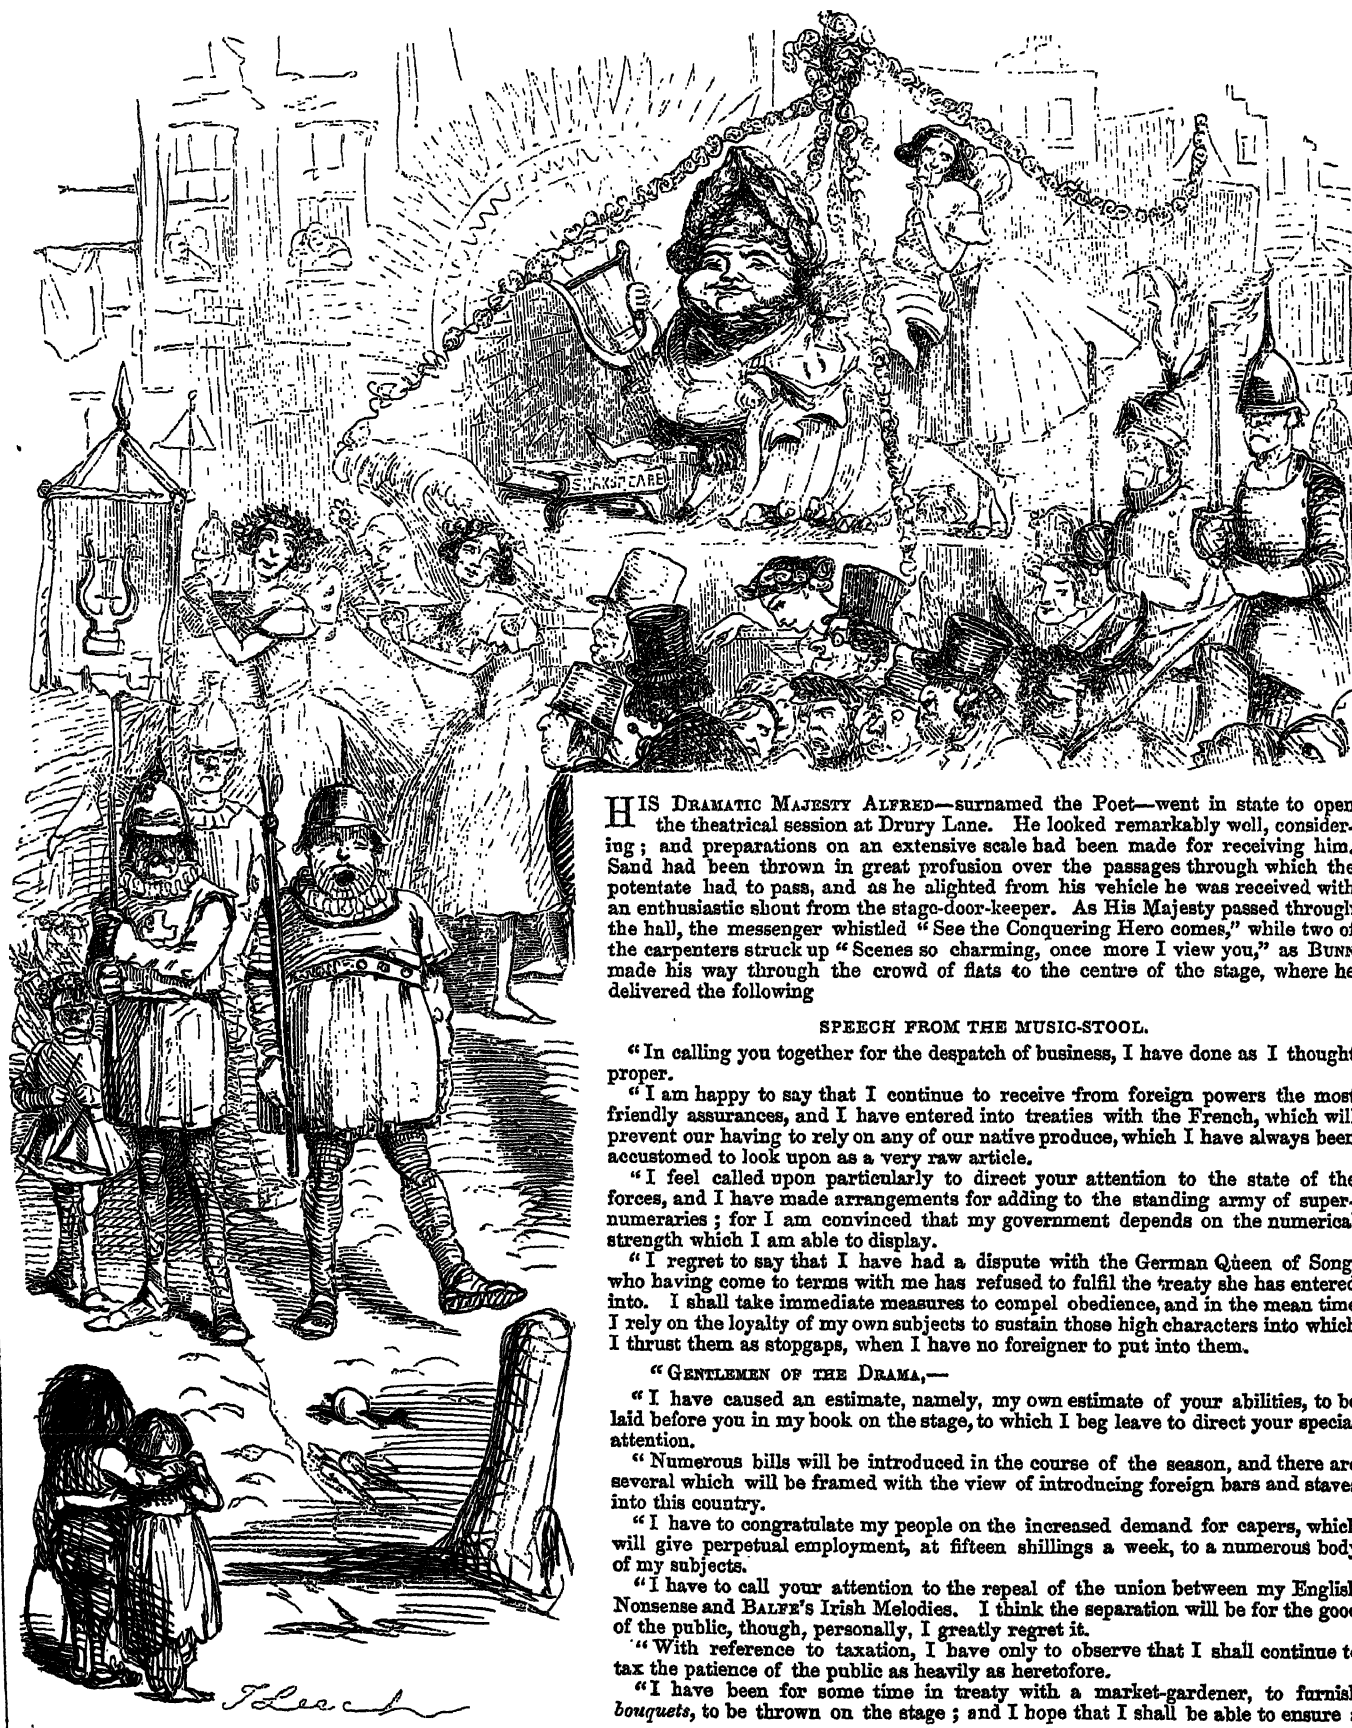 SHAKSPEARE
HIS DRAMATIC MAJESTY ALFRED—surnamed the Poet—went in state to open
the theatrical session at Drury Lane. He looked remarkably well, consider-
ing; and preparations on an extensive scale had been made for receiving him.
Sand had been thrown in great profusion over the passages through which the
potentate had to pass, and as he alighted from his vehicle he was received with
an enthusiastic shout from the stage-door-keeper. As His Majesty passed through
the hall, the messenger whistled “See the Conquering Hero comes,” while two of
the carpenters struck up “Scenes so charming, once more I view you,” as BUNN
made his way through the crowd of flats to the centre of the stage, where he
delivered the following
SPEECH FROM THE MUSIC-STOOL.
“In calling you together for the despatch of business, I have done as I thought
proper.
“I am happy to say that I continue to receive from foreign powers the most
friendly assurances, and I have entered into treaties with the French, which will
prevent our having to rely on any of our native produce, which I have always been
accustomed to look upon as a very raw article.
“I feel called upon particularly to direct your attention to the state of the
forces, and I have made arrangements for adding to the standing army of super-
numeraries; for I am convinced that my government depends on the numerical
strength which I am able to display.
“I regret to say that I have had a dispute with the German Queen of Song
who having come to terms with me has refused to fulfil the treaty she has entered
into. I shall take immediate measures to compel obedience, and in the mean time
I rely on the loyalty of my own subjects to sustain those high characters into which
I thrust them as stopgaps, when I have no foreigner to put into them.
“GENTLEMEN OF THE DRAMA,—
“I have caused an estimate, namely, my own estimate of your abilities, to be
laid before you in my book on the stage, to which I beg leave to direct your special
attention.
“Numerous bills will be introduced in the course of the season, and there are
several which will be framed with the view of introducing foreign bars and staves
into this country.
“I have to congratulate my people on the increased demand for capers, which
will give perpetual employment, at fifteen shillings a week, to a numerous body
of my subjects.
“I have to call your attention to the repeal of the union between my English
Nonsense and BALFE’S Irish Melodies. I think the separation will be for the good
of the public, though, personally, I greatly regret it.
“With reference to taxation, I have only to observe that I shall continue to
tax the patience of the public as heavily as heretofore.
“I have been for some time in treaty with a market-gardener, to furnish
bouquets, to be thrown on the stage; and I hope that I shall be able to ensure a
J Leech